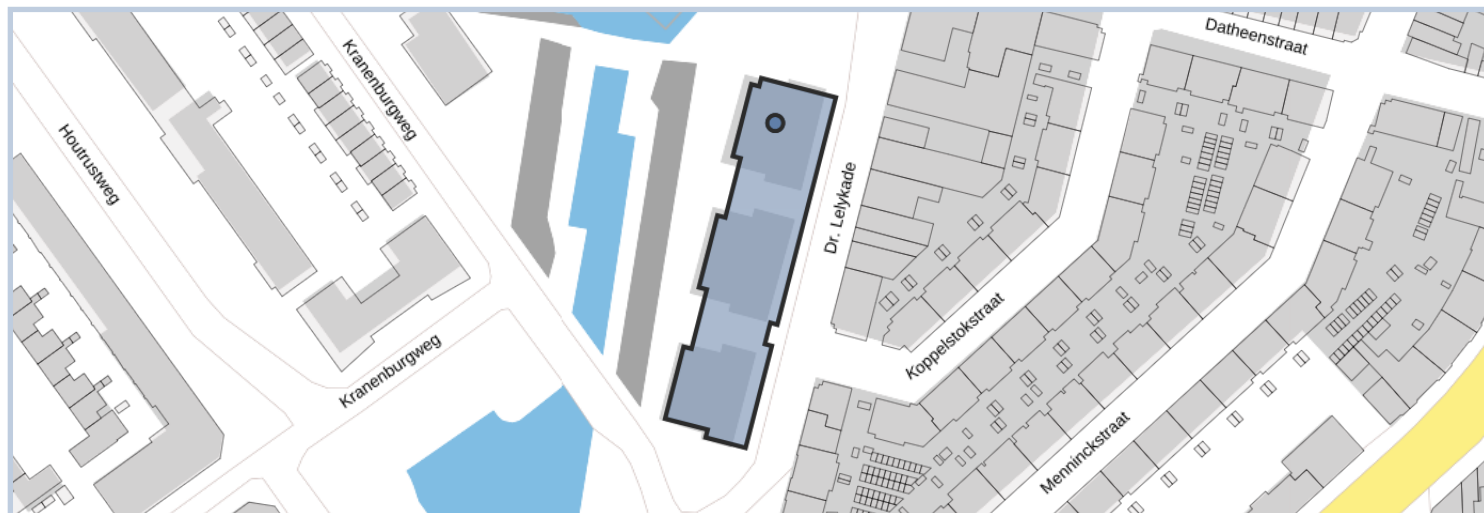 Datheenstraat
Kranenburgweg
Houtrustweg
Dr. Lelykade
Koppelstokstraat
Kranenburgweg
Menninckstraat